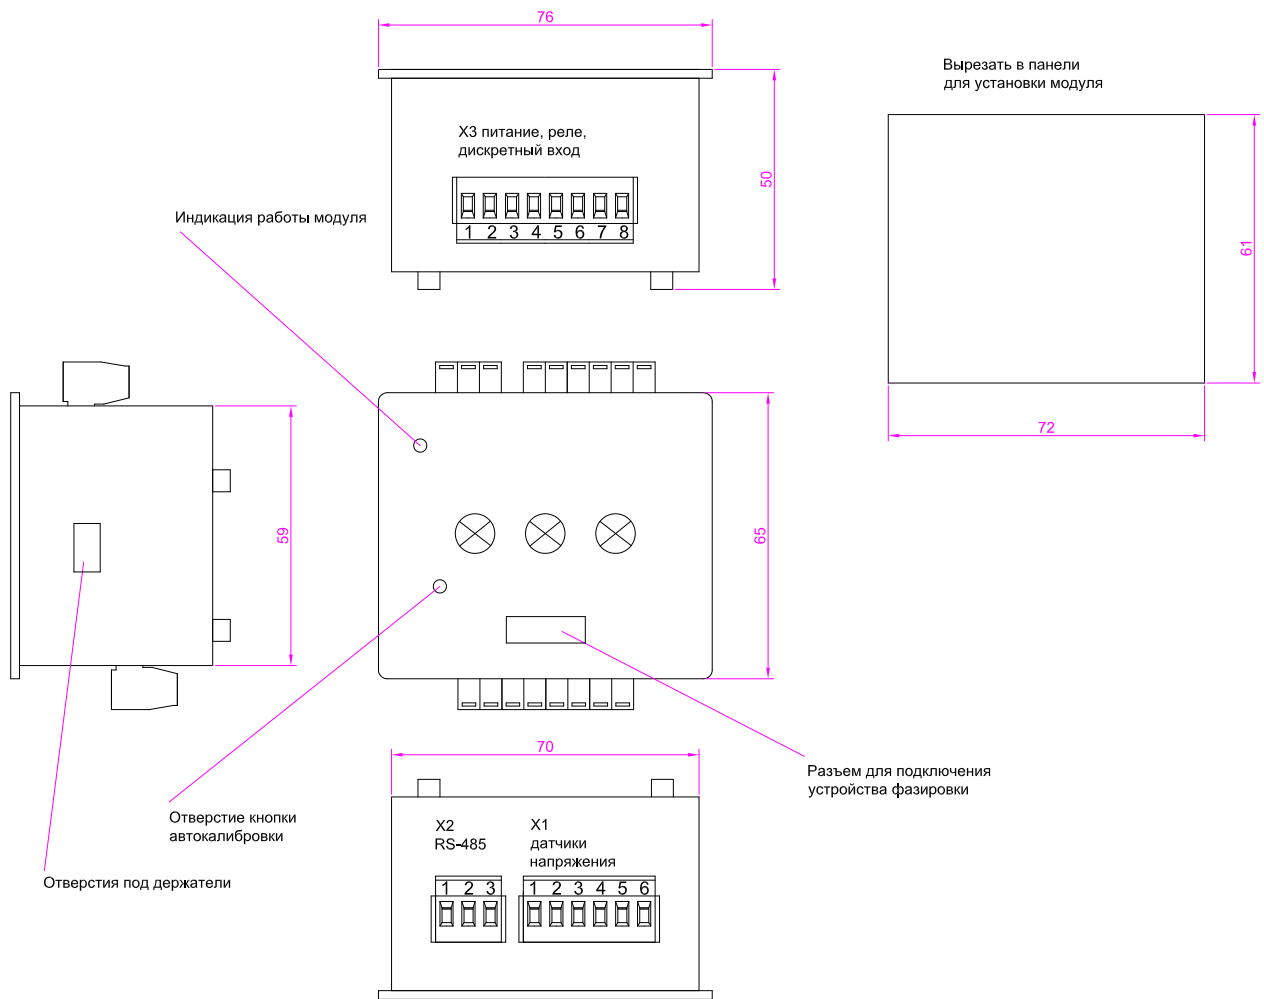 76
Вырезать в панели
для установки модуля
X3 питание, реле,
дискретный вход
50
1 2 3 4 5 6 7 8
Индикация работы модуля
61
72
59
65
70
Разъем для подключения
устройства фазировки
Отверстие кнопки
автокалибровки
Отверстия под держатели
X2
RS-485
X1
датчики
напряжения
1 2 3
1 2 3 4 5 6